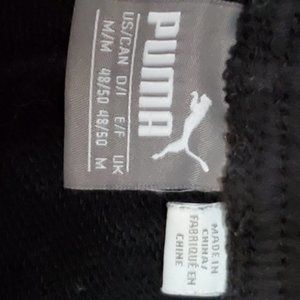 PUMA
US/CAN D/I E/F UK
M/M 48/50 48/50 M
MADE IN
CHINA/
FABRIQUÉ EN
CHINE